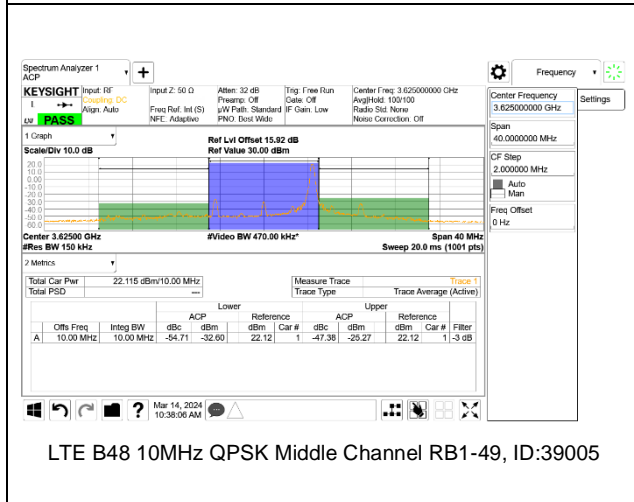 Spectrum Analyzer 1
ACP
Frequency
KEYSIGHT Input: RF Input Z: 50 Ω Atten: 32 dB Trig: Free Run Center Freq: 3.625000000 GHz
Coupling: DC Preamp: Off Gate: Off Avg|Hold: 100/100
Align: Auto Freq Ref: Int (S) µW Path: Standard IF Gain: Low Radio Std: None
NFE: Adaptive PNO: Best Wide Noise Correction: Off
PASS
Center Frequency
3.625000000 GHz
Settings
Span
40.0000000 MHz
CF Step
2.000000 MHz
Auto
Man
Freq Offset
0 Hz
1 Graph
Scale/Div 10.0 dB
Ref Lvl Offset 15.92 dB
Ref Value 30.00 dBm
20.0
10.0
0.00
-10.0
-20.0
-30.0
-40.0
-50.0
-60.0
Center 3.62500 GHz #Video BW 470.00 kHz* Span 40 MHz
#Res BW 150 kHz Sweep 20.0 ms (1001 pts)
2 Metrics
Total Car Pwr 22.115 dBm/10.00 MHz Measure Trace Trace 1
Total PSD --- Trace Type Trace Average (Active)
Lower Upper
ACP Reference ACP Reference
Offs Freq Integ BW dBc dBm dBm Car # dBc dBm dBm Car # Filter
A 10.00 MHz 10.00 MHz -54.71 -32.60 22.12 1 -47.38 -25.27 22.12 1 -3 dB
Mar 14, 2024
10:38:06 AM
LTE B48 10MHz QPSK Middle Channel RB1-49, ID:39005